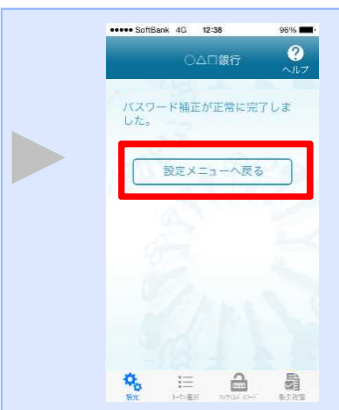 SoftBank 4G 12:38 96%
○△□銀行
ヘルプ
パスワード補正が正常に完了しま
した。
設定メニューへ戻る
設定